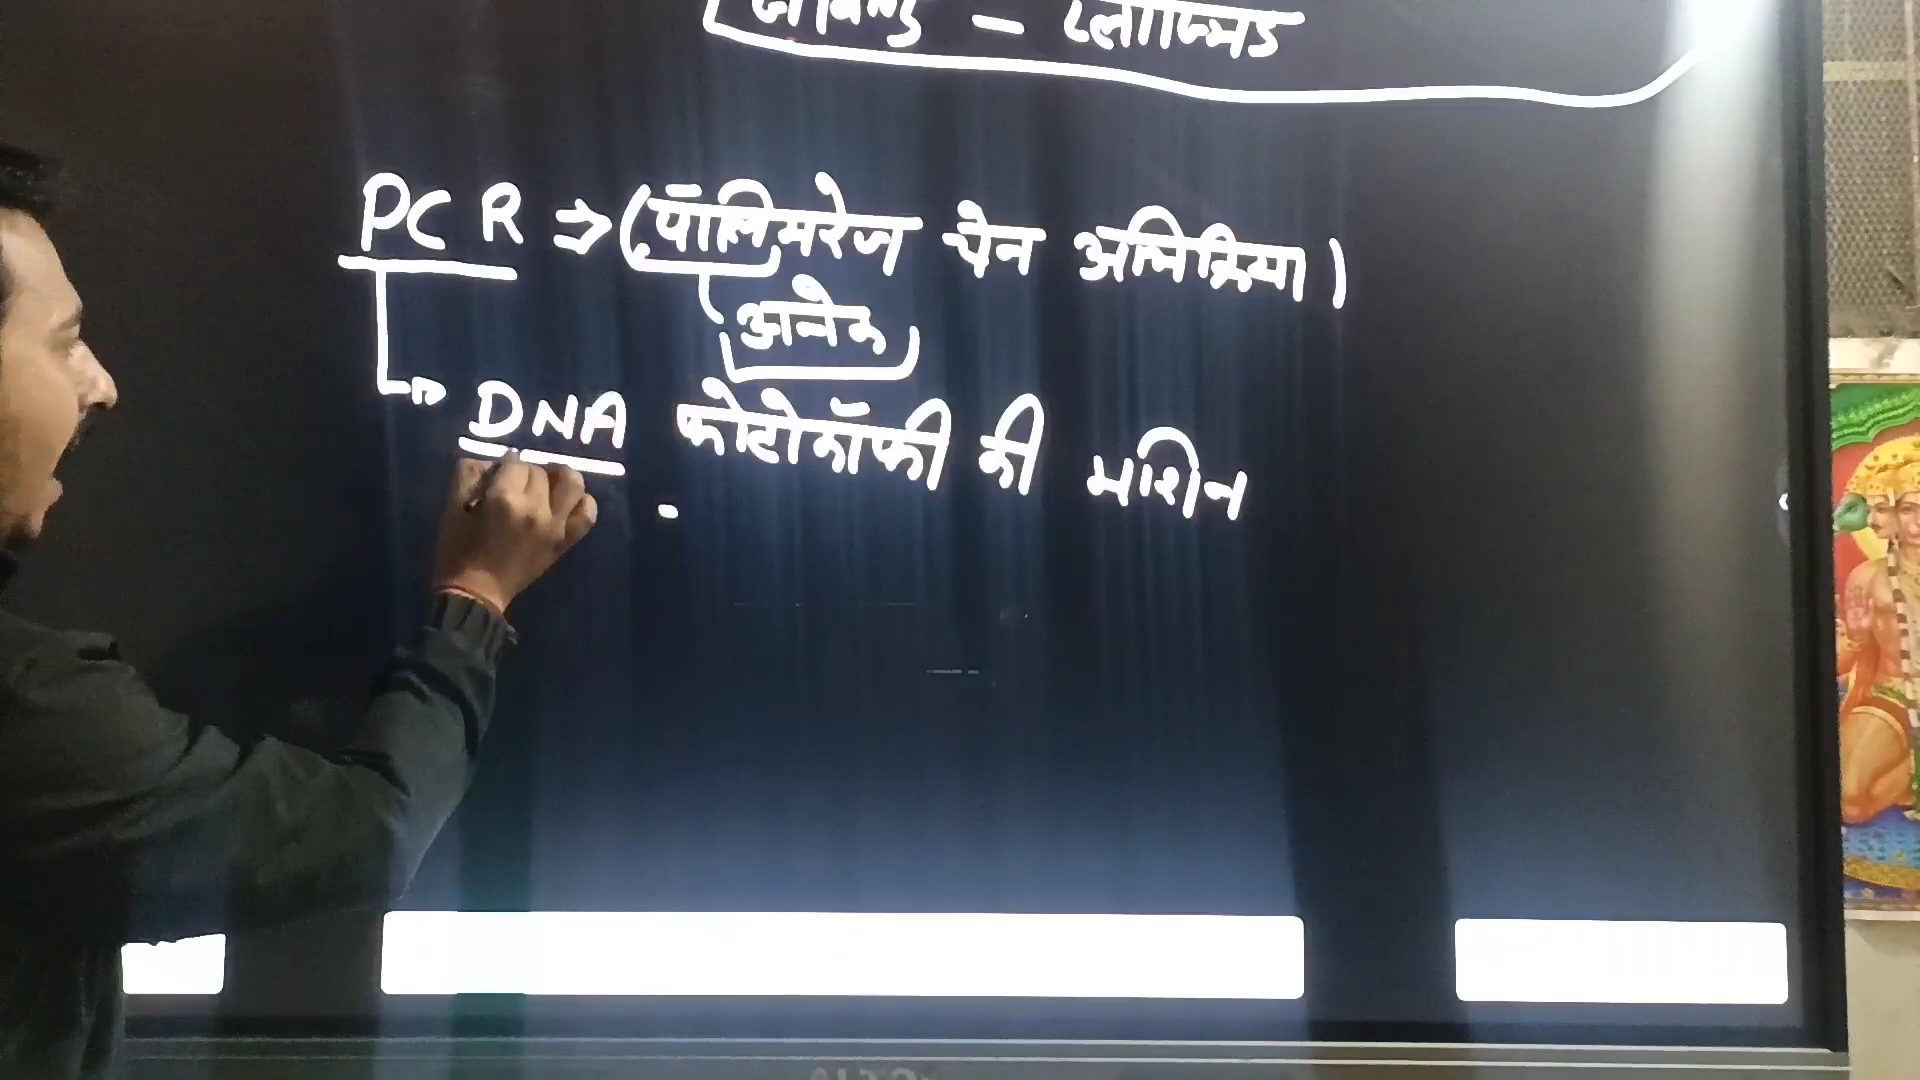 – प्लाज्मिड
PCR ⇒ (पॉलिमरेज चेन अभिक्रिया)
अनेक
DNA फोटोकॉपी की मशिन